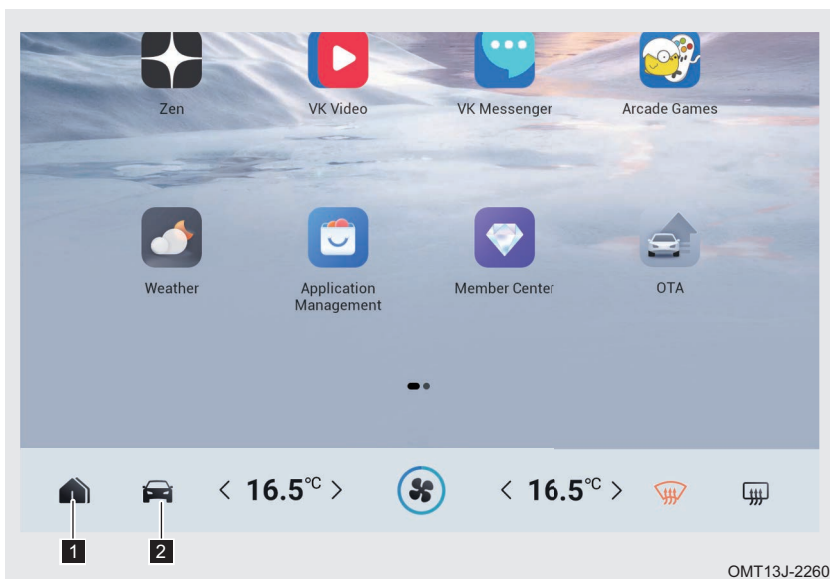 Zen
VK Video
VK Messenger
Arcade Games
Weather
Application
Management
Member Center
OTA
16.5°C
16.5°C
1
2
OMT13J-2260